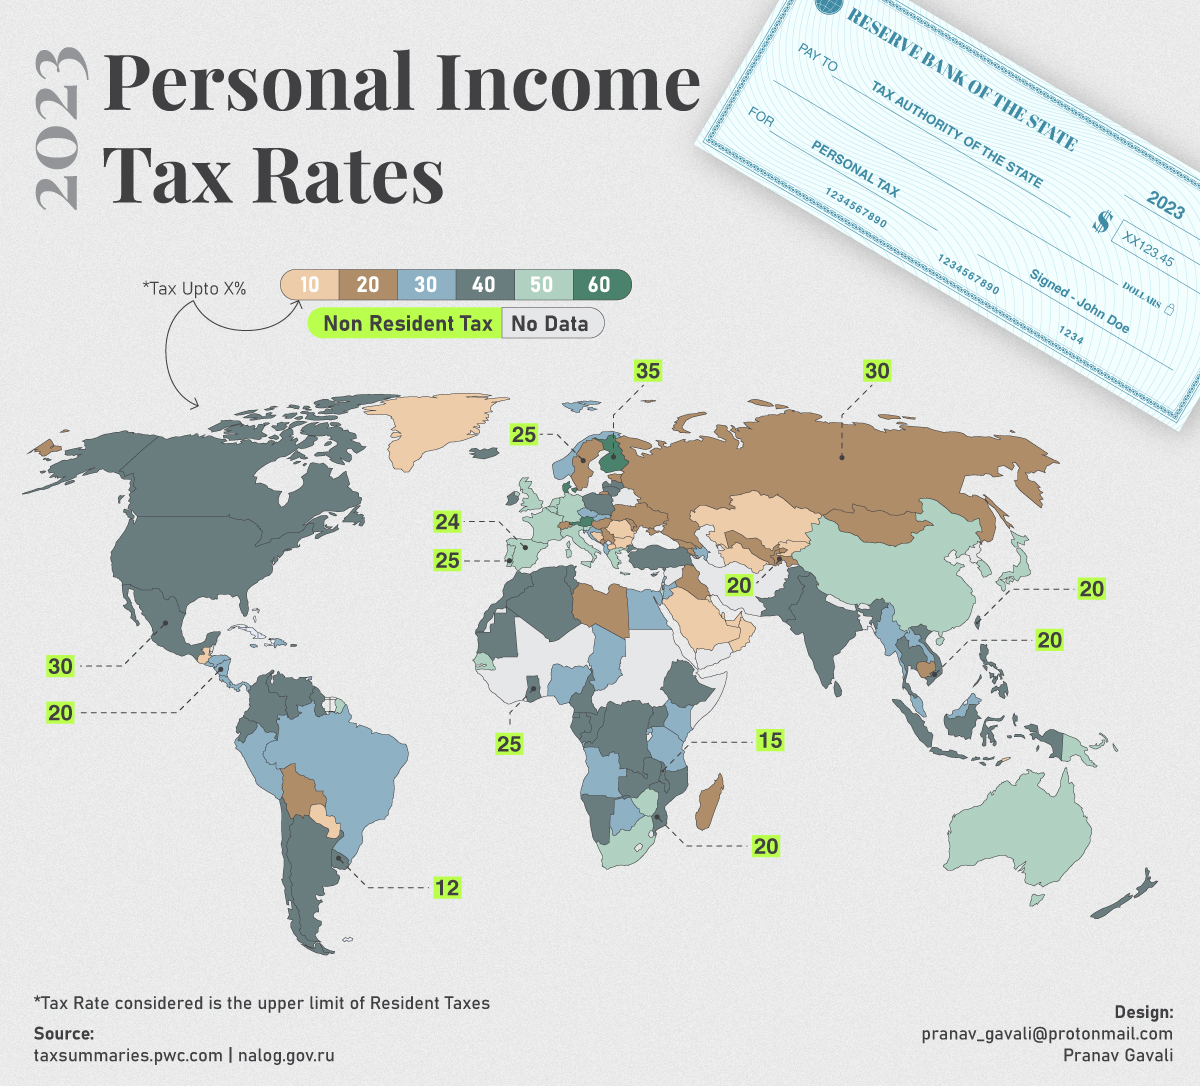 2023
Personal Income
Tax Rates
RESERVE BANK OF THE STATE
PAY TO
TAX AUTHORITY OF THE STATE
FOR
PERSONAL TAX
1234567890
2023
$
XX123.45
DOLLARS
1234567890
Signed - John Doe
1234
*Tax Upto X%
10 20 30 40 50 60
Non Resident Tax No Data
35
30
25
24
25
20
20
20
30
20
25
15
20
12
*Tax Rate considered is the upper limit of Resident Taxes
Source:
taxsummaries.pwc.com | nalog.gov.ru
Design:
pranav_gavali@protonmail.com
Pranav Gavali